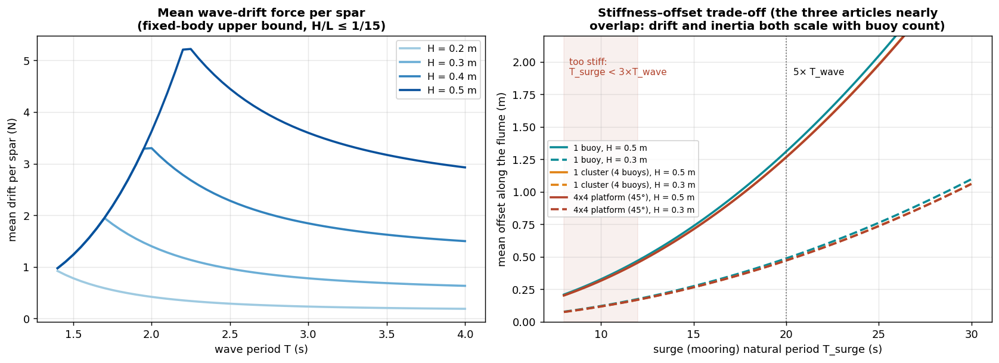 Mean wave-drift force per spar
(fixed-body upper bound, H/L ≤ 1/15)
mean drift per spar (N)
5
4
3
2
1
0
H = 0.2 m
H = 0.3 m
H = 0.4 m
H = 0.5 m
1.5 2.0 2.5 3.0 3.5 4.0
wave period T (s)
Stiffness–offset trade-off (the three articles nearly
overlap: drift and inertia both scale with buoy count)
mean offset along the flume (m)
2.00
1.75
1.50
1.25
1.00
0.75
0.50
0.25
0.00
too stiff:
T_surge < 3×T_wave
5× T_wave
1 buoy, H = 0.5 m
1 buoy, H = 0.3 m
1 cluster (4 buoys), H = 0.5 m
1 cluster (4 buoys), H = 0.3 m
4x4 platform (45°), H = 0.5 m
4x4 platform (45°), H = 0.3 m
10 15 20 25 30
surge (mooring) natural period T_surge (s)